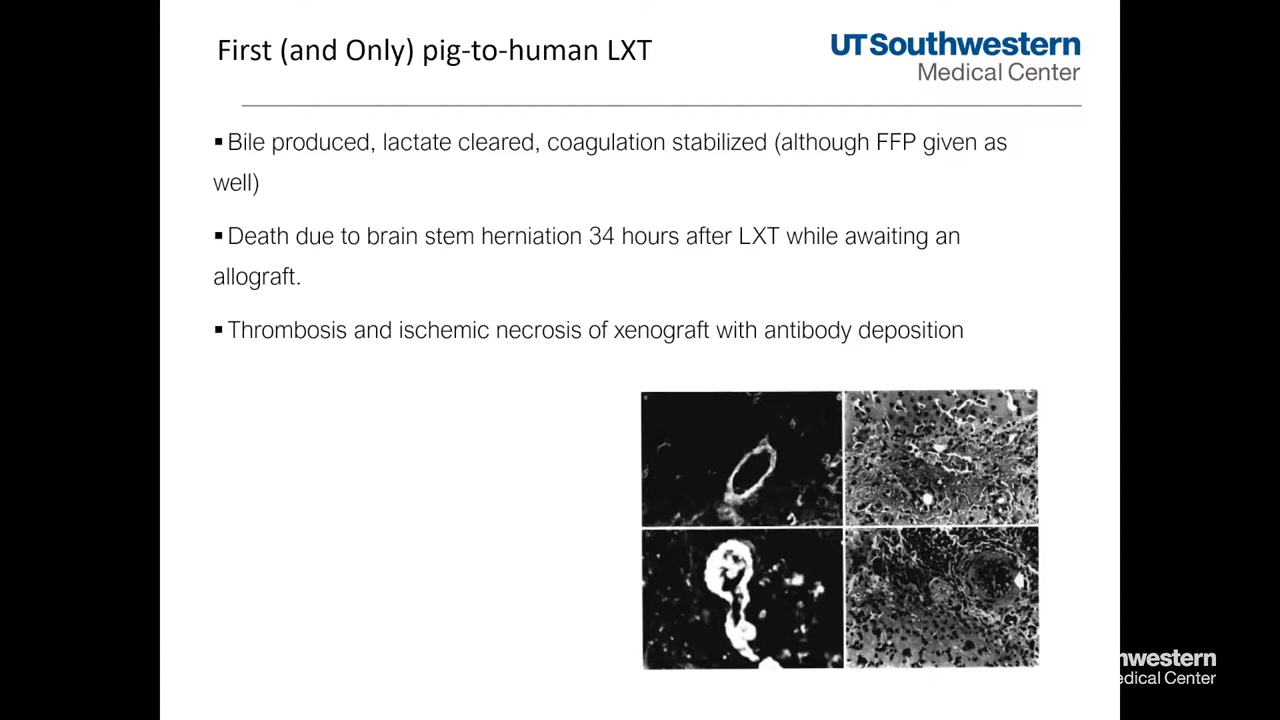 First (and Only) pig-to-human LXT
UTSouthwestern
Medical Center
▪ Bile produced, lactate cleared, coagulation stabilized (although FFP given as
well)
▪ Death due to brain stem herniation 34 hours after LXT while awaiting an
allograft.
▪ Thrombosis and ischemic necrosis of xenograft with antibody deposition
hwestern
edical Center